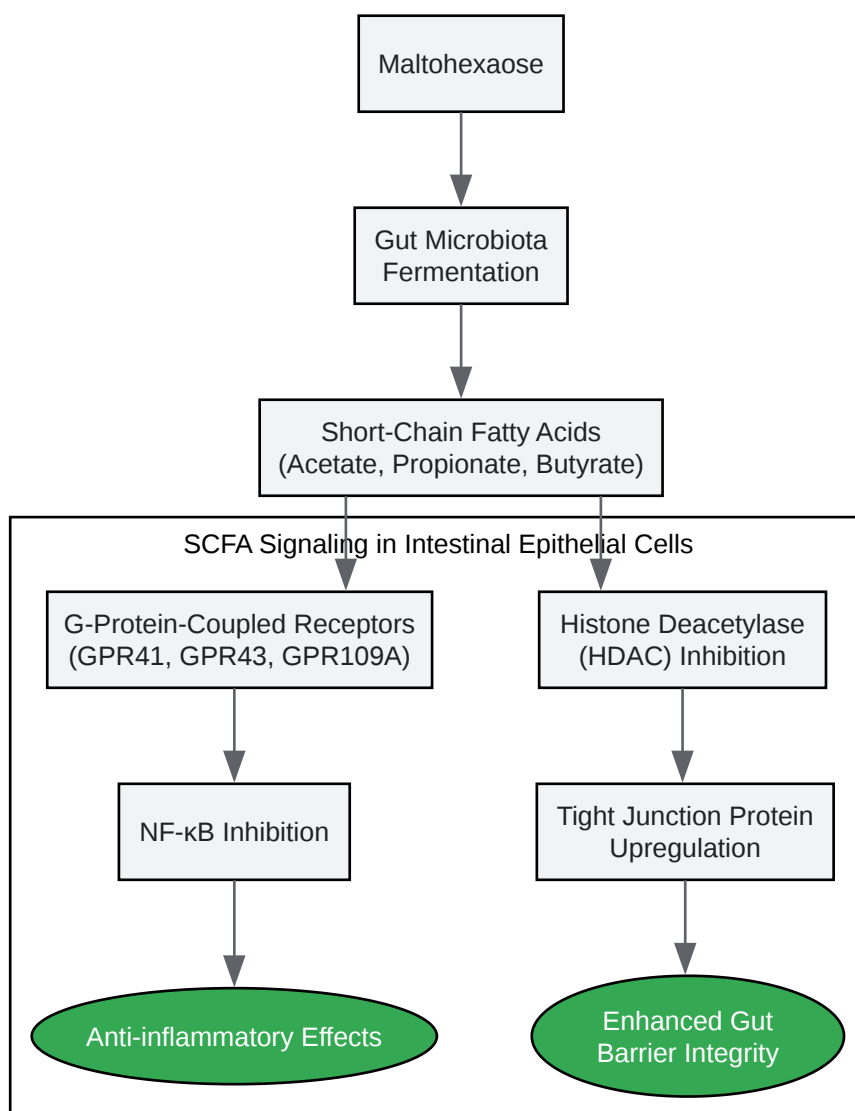 Maltohexaose
Gut Microbiota
Fermentation
Short-Chain Fatty Acids
(Acetate, Propionate, Butyrate)
SCFA Signaling in Intestinal Epithelial Cells
G-Protein-Coupled Receptors
(GPR41, GPR43, GPR109A)
Histone Deacetylase
(HDAC) Inhibition
NF-κB Inhibition
Tight Junction Protein
Upregulation
Anti-inflammatory Effects
Enhanced Gut
Barrier Integrity